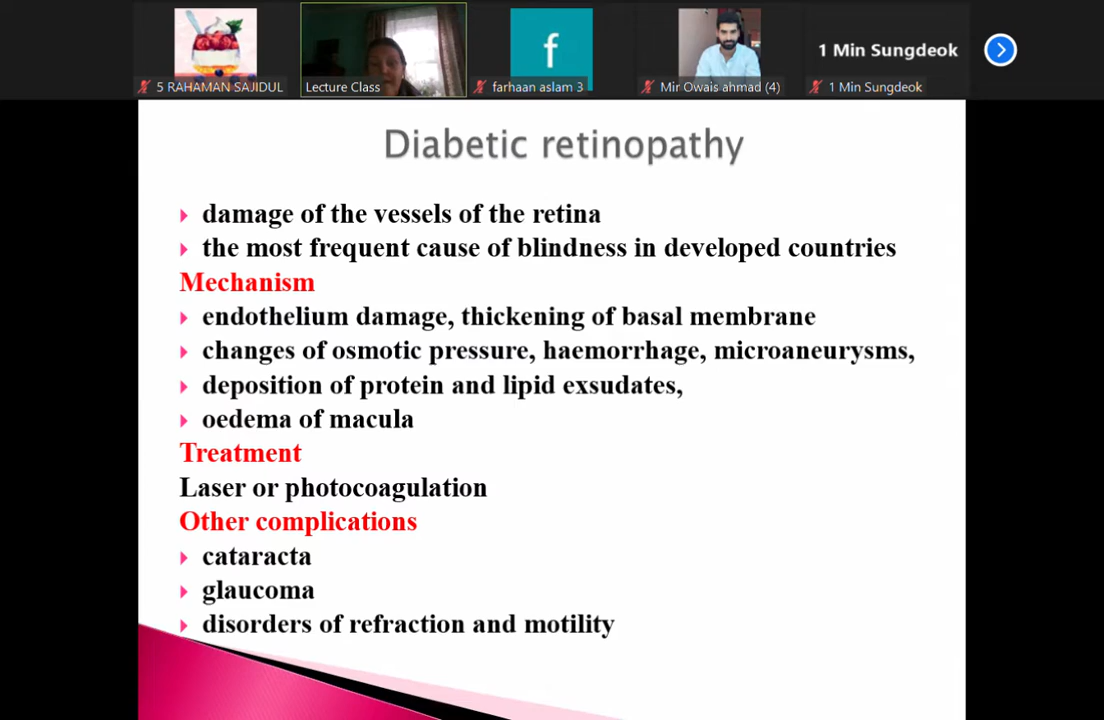 5 RAHAMAN SAJIDUL
Lecture Class
f
farhaan aslam 3
Mir Owais ahmad (4)
1 Min Sungdeok
1 Min Sungdeok
Diabetic retinopathy
damage of the vessels of the retina
the most frequent cause of blindness in developed countries
Mechanism
endothelium damage, thickening of basal membrane
changes of osmotic pressure, haemorrhage, microaneurysms,
deposition of protein and lipid exsudates,
oedema of macula
Treatment
Laser or photocoagulation
Other complications
cataracta
glaucoma
disorders of refraction and motility